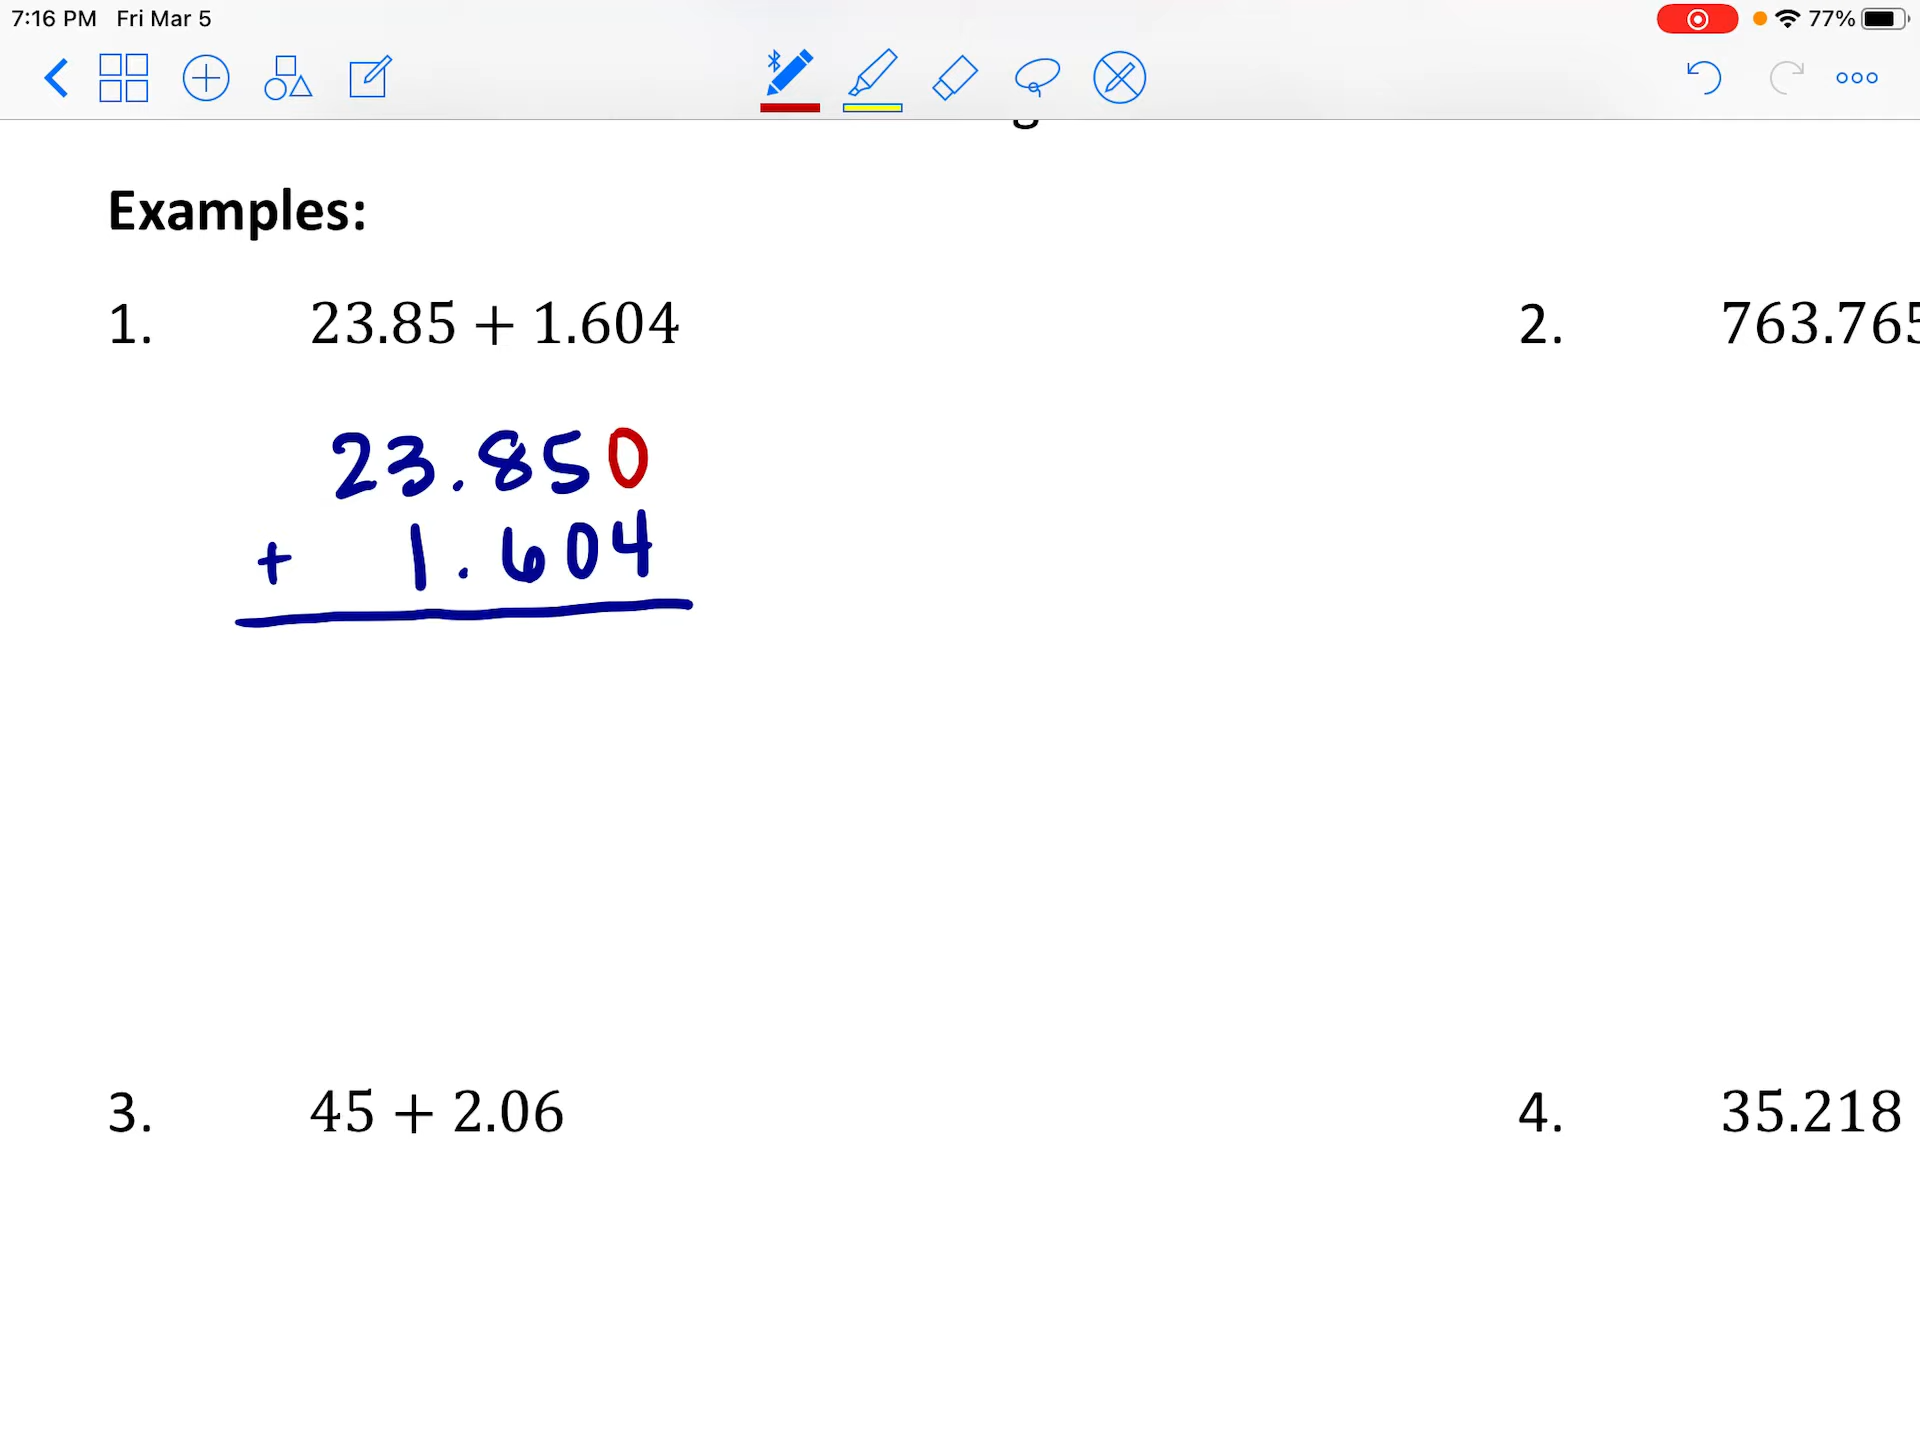 7:16 PM Fri Mar 5 77%
Examples:
1. 23.85 + 1.604 2. 763.765
23.850
+ 1.604
3. 45 + 2.06 4. 35.218